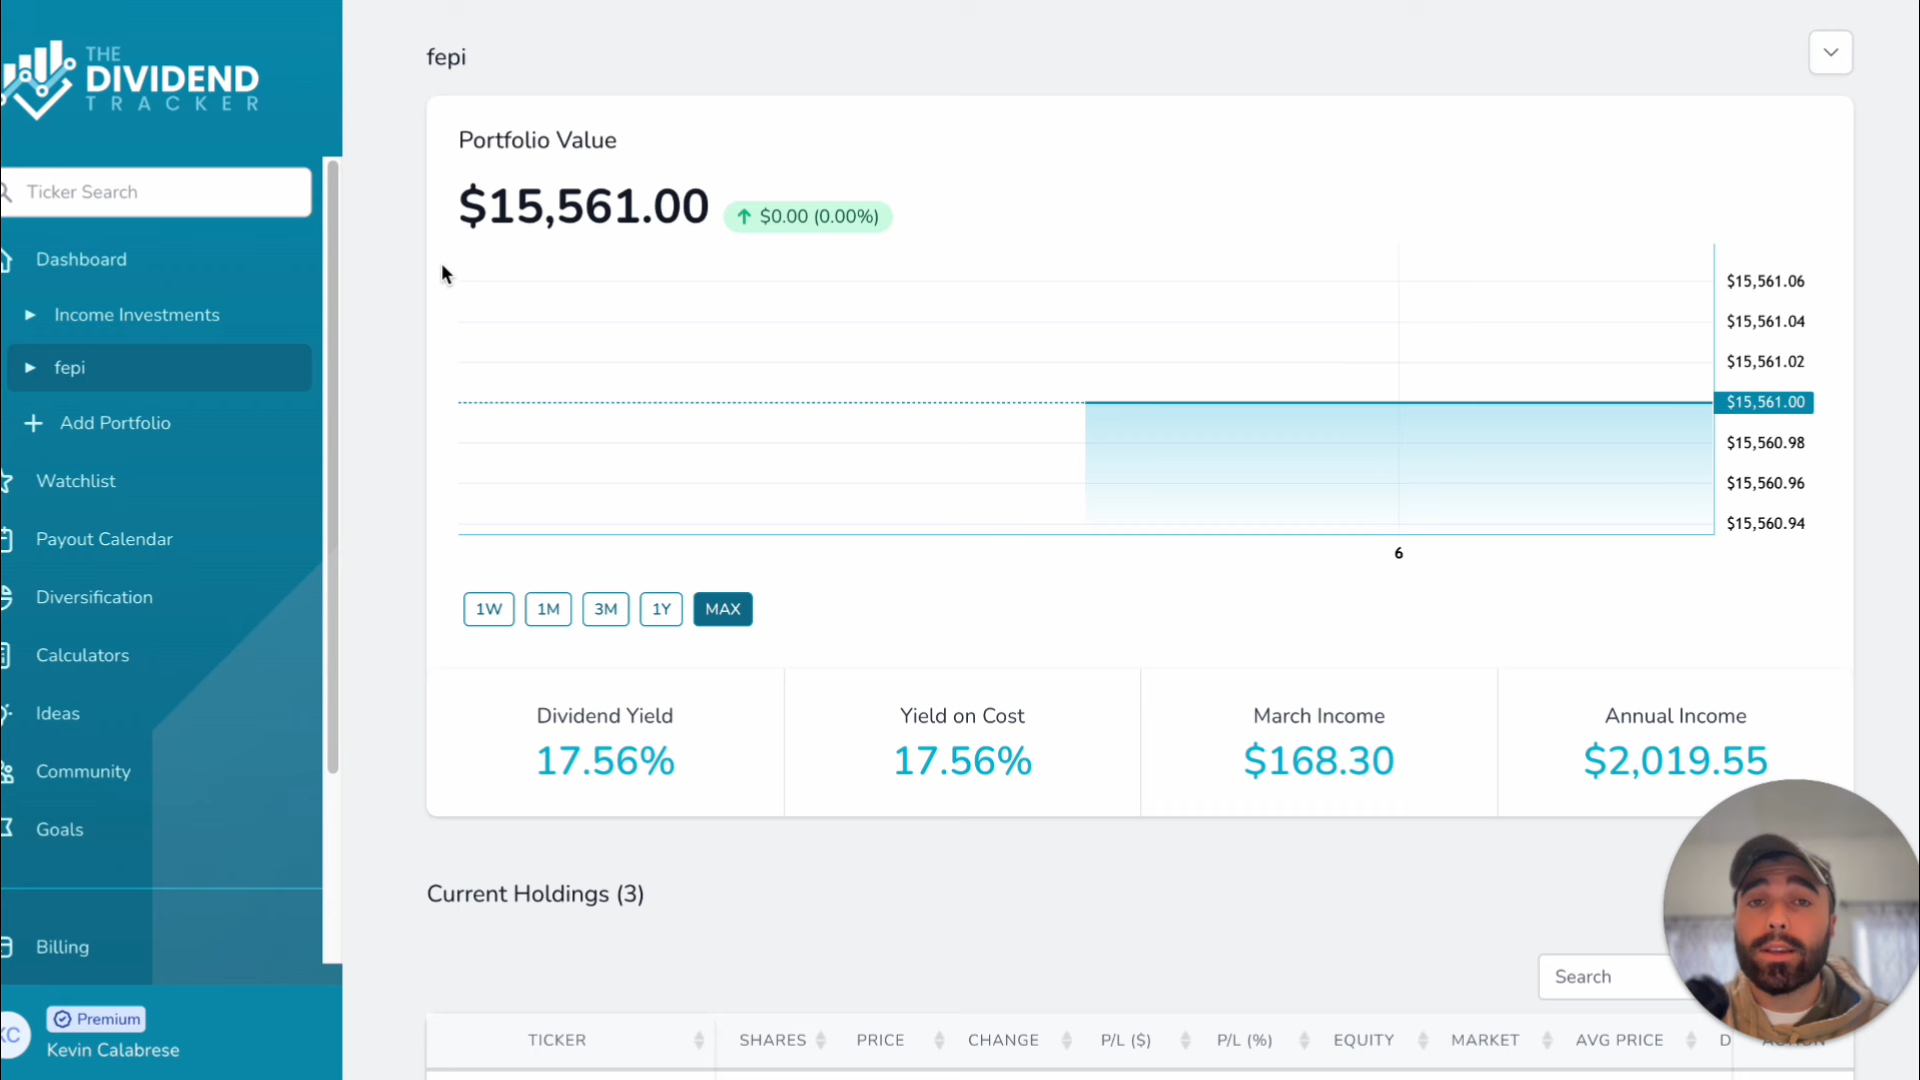 THE
DIVIDEND
TRACKER
Ticker Search
Dashboard
Income Investments
fepi
Add Portfolio
Watchlist
Payout Calendar
Diversification
Calculators
Ideas
Community
Goals
Billing
KC
Premium
Kevin Calabrese
fepi
Portfolio Value
$15,561.00
$0.00 (0.00%)
$15,561.06
$15,561.04
$15,561.02
$15,561.00
$15,560.98
$15,560.96
$15,560.94
6
1W 1M 3M 1Y MAX
Dividend Yield Yield on Cost March Income Annual Income
17.56% 17.56% $168.30 $2,019.55
Current Holdings (3)
Search
TICKER SHARES PRICE CHANGE P/L ($) P/L (%) EQUITY MARKET AVG PRICE D ACTION